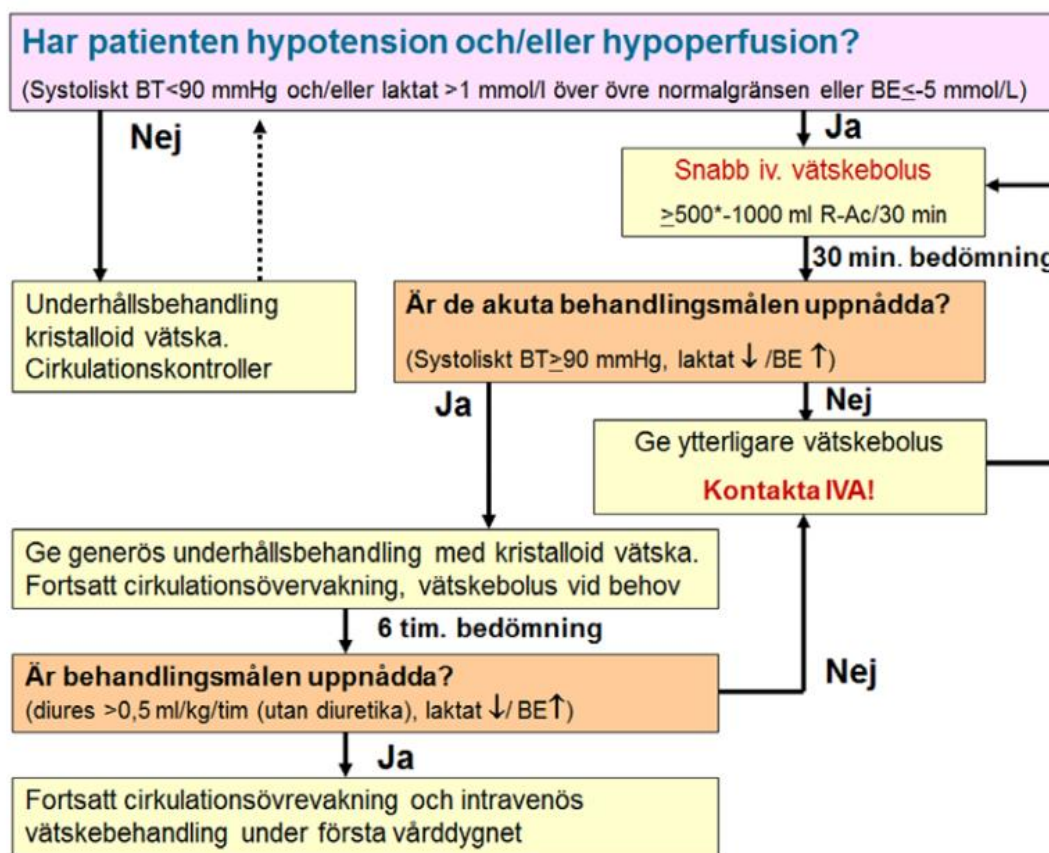 Har patienten hypotension och/eller hypoperfusion?
(Systoliskt BT<90 mmHg och/eller laktat >1 mmol/l över övre normalgränsen eller BE≤-5 mmol/L)
Nej
Ja
Snabb iv. vätskebolus
≥500*-1000 ml R-Ac/30 min
30 min. bedömning
Underhållsbehandling
kristalloid vätska.
Cirkulationskontroller
Är de akuta behandlingsmålen uppnådda?
(Systoliskt BT≥90 mmHg, laktat ↓ /BE ↑)
Ja
Nej
Ge ytterligare vätskebolus
Kontakta IVA!
Ge generös underhållsbehandling med kristalloid vätska.
Fortsatt cirkulationsövervakning, vätskebolus vid behov
6 tim. bedömning
Är behandlingsmålen uppnådda?
(diures >0,5 ml/kg/tim (utan diuretika), laktat ↓/ BE↑)
Nej
Ja
Fortsatt cirkulationsövrevakning och intravenös
vätskebehandling under första vårddygnet